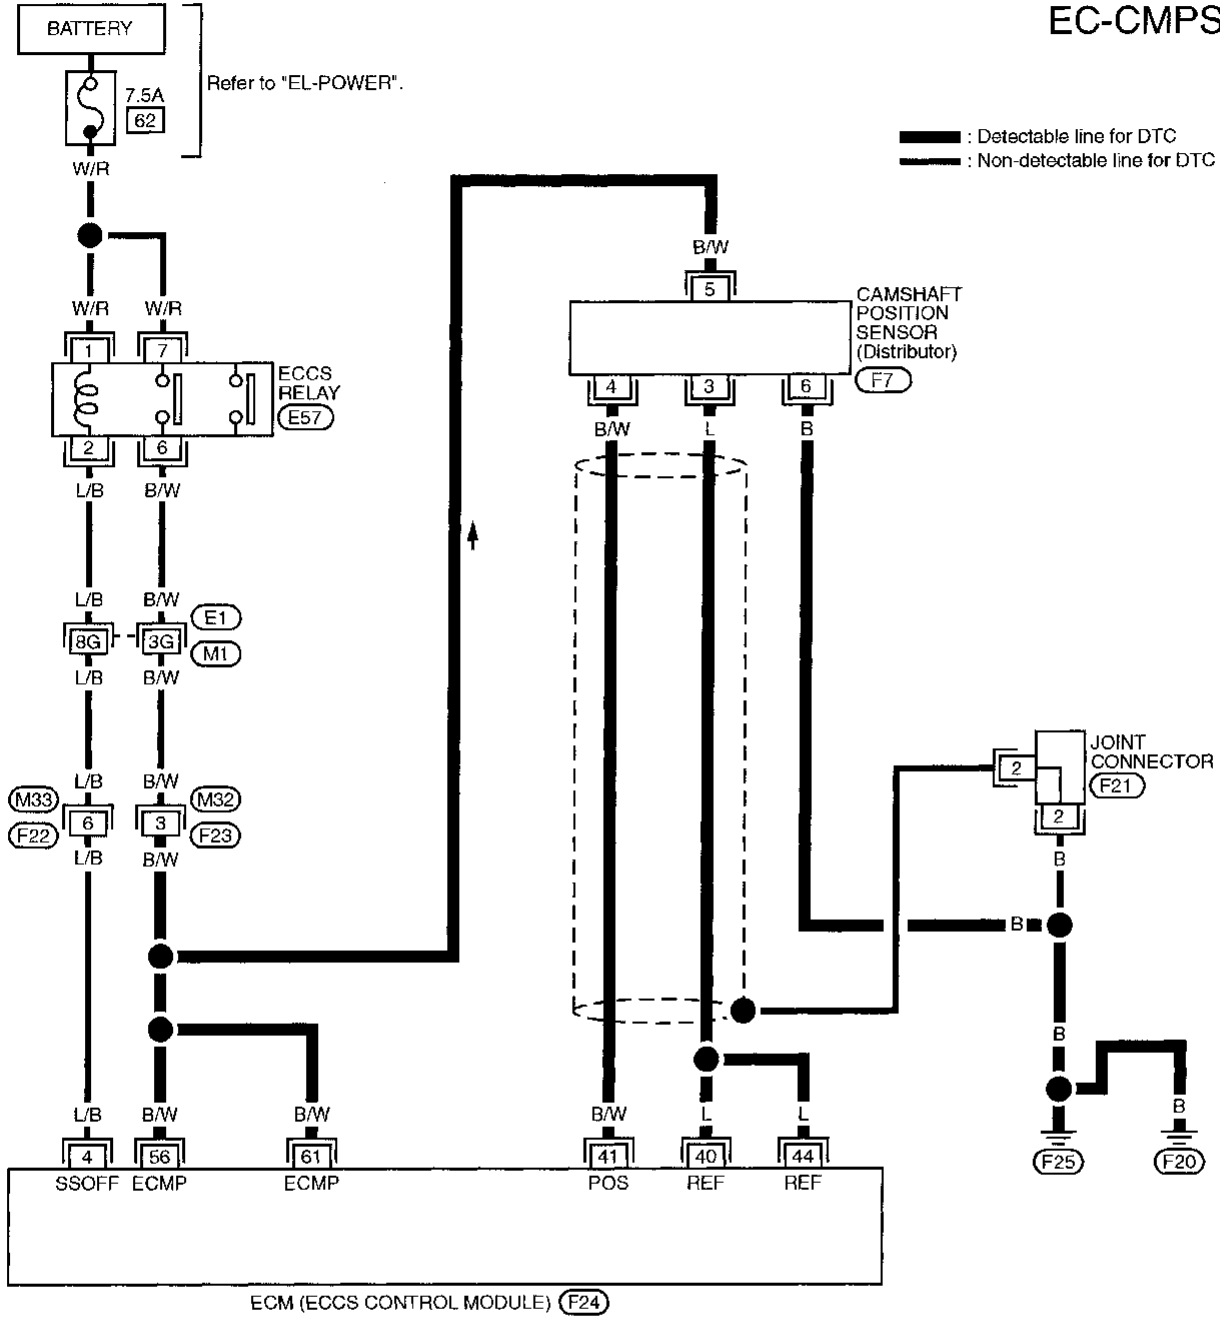 EC-CMPS
BATTERY
Refer to "EL-POWER".
7.5A
62
: Detectable line for DTC
: Non-detectable line for DTC
W/R
B/W
5
CAMSHAFT
POSITION
SENSOR
(Distributor)
F7
W/R W/R
1 7
ECCS
RELAY
E57
4 3 6
B/W L B
2 6
L/B B/W
L/B B/W
E1
8G 3G
M1
L/B B/W
JOINT
CONNECTOR
F21
2
2
B
L/B B/W
M33 M32
6 3
F22 F23
L/B B/W
B
B
L/B B/W B/W B/W L L
B
4 56 61 41 40 44
F25 F20
SSOFF ECMP ECMP POS REF REF
ECM (ECCS CONTROL MODULE) F24